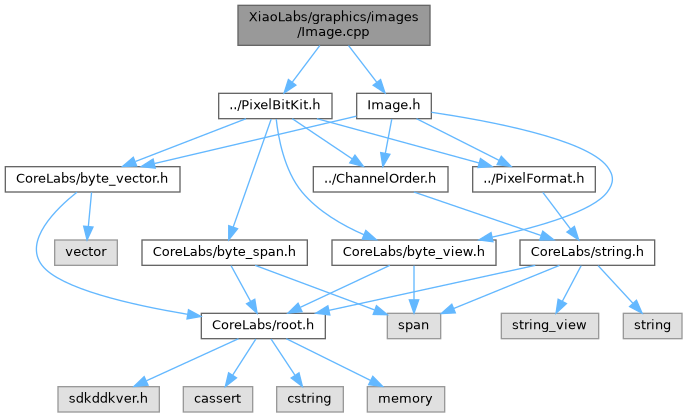 XiaoLabs/graphics/images
/Image.cpp
../PixelBitKit.h
Image.h
CoreLabs/byte_vector.h
../ChannelOrder.h
../PixelFormat.h
vector
CoreLabs/byte_span.h
CoreLabs/byte_view.h
CoreLabs/string.h
CoreLabs/root.h
span
string_view
string
sdkddkver.h
cassert
cstring
memory